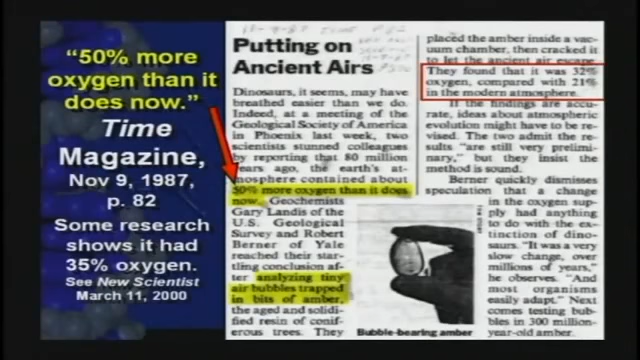 “50% more
oxygen than it
does now.”
Time
Magazine,
Nov 9, 1987,
p. 82
Some research
shows it had
35% oxygen.
See New Scientist
March 11, 2000
Putting on
Ancient Airs
Dinosaurs, it seems, may have
breathed easier than we do.
Indeed, at a meeting of the
Geological Society of America
in Phoenix last week, two
scientists stunned colleagues
by reporting that 80 million
years ago, the earth's at-
mosphere contained about
50% more oxygen than it does
now. Geochemists
Gary Landis of the
U.S. Geological
Survey and Robert
Berner of Yale
reached their star-
tling conclusion af-
ter analyzing tiny
air bubbles trapped
in bits of amber,
the aged and solidi-
fied resin of conif-
erous trees. They
placed the amber inside a vac-
uum chamber, then cracked it
to let the ancient air escape.
They found that it was 32%
oxygen, compared with 21%
in the modern atmosphere.
If the findings are accu-
rate, ideas about atmospheric
evolution might have to be re-
vised. The two admit the re-
sults "are still very prelimi-
nary," but they insist the
method is sound.
Berner quickly dismisses
speculation that a change
in the oxygen sup-
ply had anything
to do with the ex-
tinction of dino-
saurs. "It was a very
slow change, over
millions of years,"
he observes. "And
most organisms
easily adapt." Next
comes testing bub-
bles in 300 million-
year-old amber.
Bubble-bearing amber